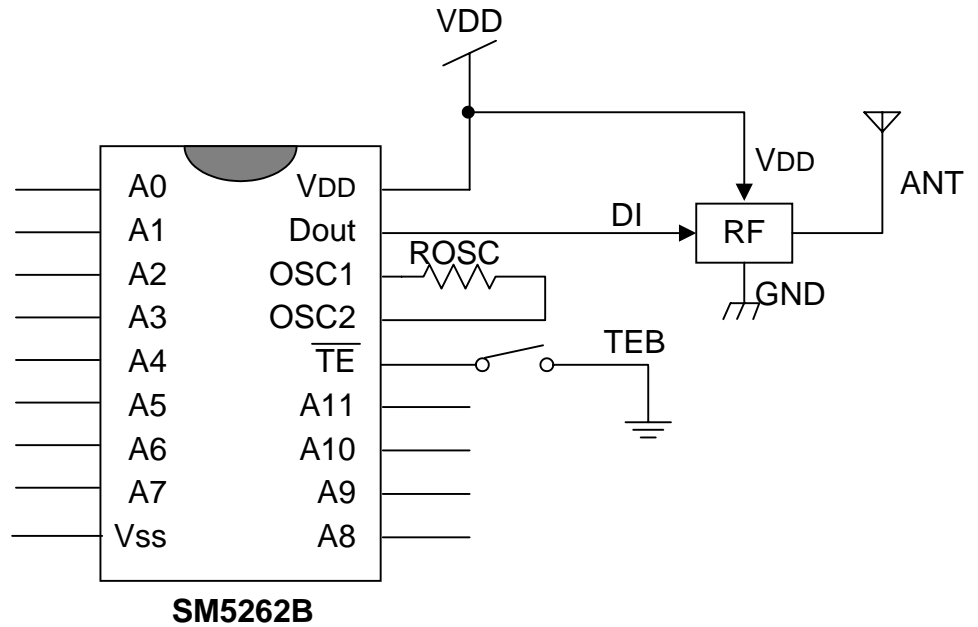 VDD
VDD
ANT
A0
VDD
A1
Dout
DI
RF
A2
OSC1
ROSC
GND
A3
OSC2
A4
TE
TEB
A5
A11
A6
A10
A7
A9
Vss
A8
SM5262B